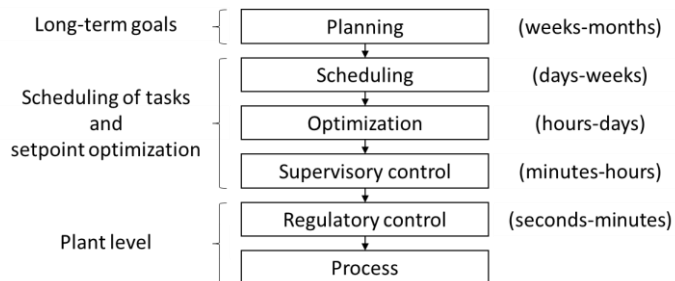 Long-term goals
Planning
(weeks-months)
Scheduling of tasks
and
setpoint optimization
Scheduling
(days-weeks)
Optimization
(hours-days)
Supervisory control
(minutes-hours)
Plant level
Regulatory control
(seconds-minutes)
Process